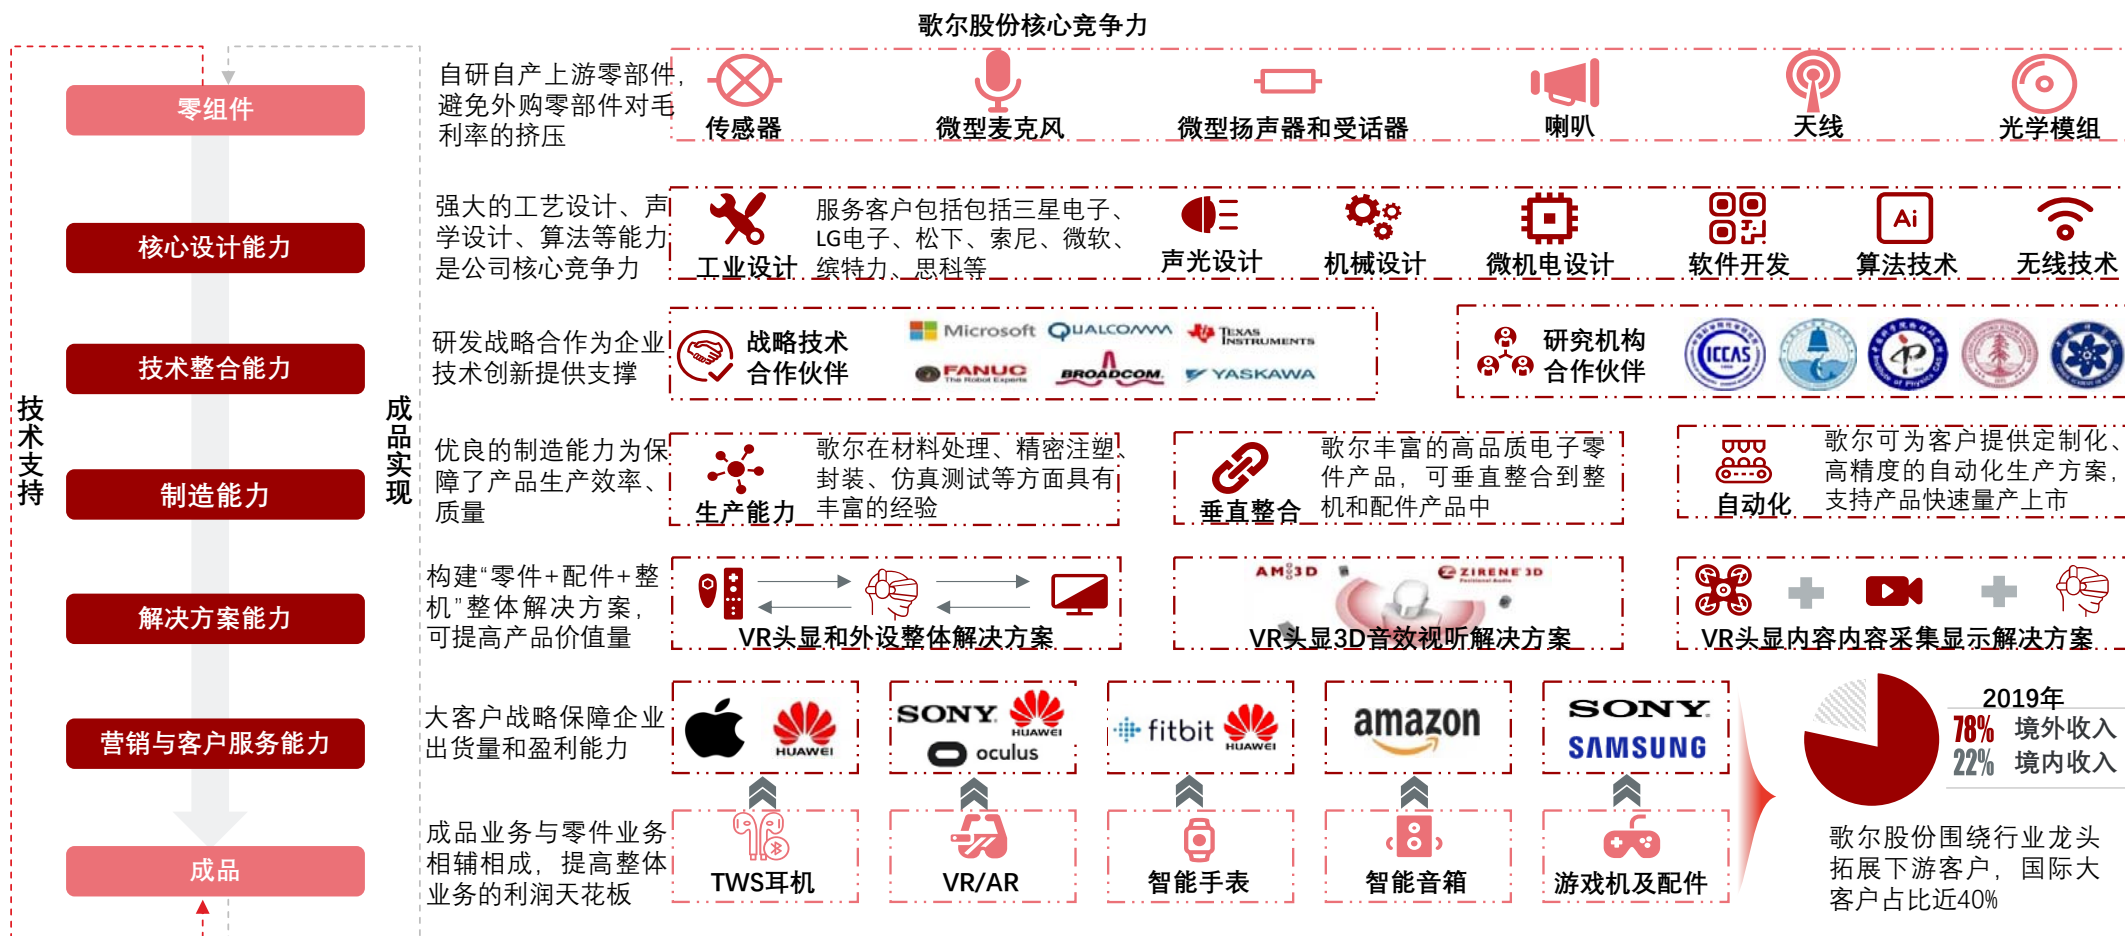 歌尔股份核心竞争力
技术支持
成品实现
零组件
自研自产上游零部件，
避免外购零部件对毛
利率的挤压
传感器
微型麦克风
微型扬声器和受话器
喇叭
天线
光学模组
核心设计能力
强大的工艺设计、声
学设计、算法等能力
是公司核心竞争力
工业设计
服务客户包括包括三星电子、
LG电子、松下、索尼、微软、
缤特力、思科等
声光设计
机械设计
微机电设计
软件开发
Ai
算法技术
无线技术
技术整合能力
研发战略合作为企业
技术创新提供支撑
战略技术
合作伙伴
Microsoft
QUALCOMM
TEXAS
INSTRUMENTS
FANUC
The Robot Experts
BROADCOM.
YASKAWA
研究机构
合作伙伴
ICCAS
Institute of Physics CAS
制造能力
优良的制造能力为保
障了产品生产效率、
质量
生产能力
歌尔在材料处理、精密注塑、
封装、仿真测试等方面具有
丰富的经验
垂直整合
歌尔丰富的高品质电子零
件产品，可垂直整合到整
机和配件产品中
自动化
歌尔可为客户提供定制化、
高精度的自动化生产方案，
支持产品快速量产上市
解决方案能力
构建“零件+配件+整
机”整体解决方案，
可提高产品价值量
VR头显和外设整体解决方案
AM3D
ZIRENE 3D
Positional Audio
VR头显3D音效视听解决方案
VR头显内容内容采集显示解决方案
营销与客户服务能力
大客户战略保障企业
出货量和盈利能力
HUAWEI
SONY
HUAWEI
oculus
fitbit
HUAWEI
amazon
SONY
SAMSUNG
2019年
78% 境外收入
22% 境内收入
成品
成品业务与零件业务
相辅相成，提高整体
业务的利润天花板
TWS耳机
VR/AR
智能手表
智能音箱
游戏机及配件
歌尔股份围绕行业龙头
拓展下游客户，国际大
客户占比近40%